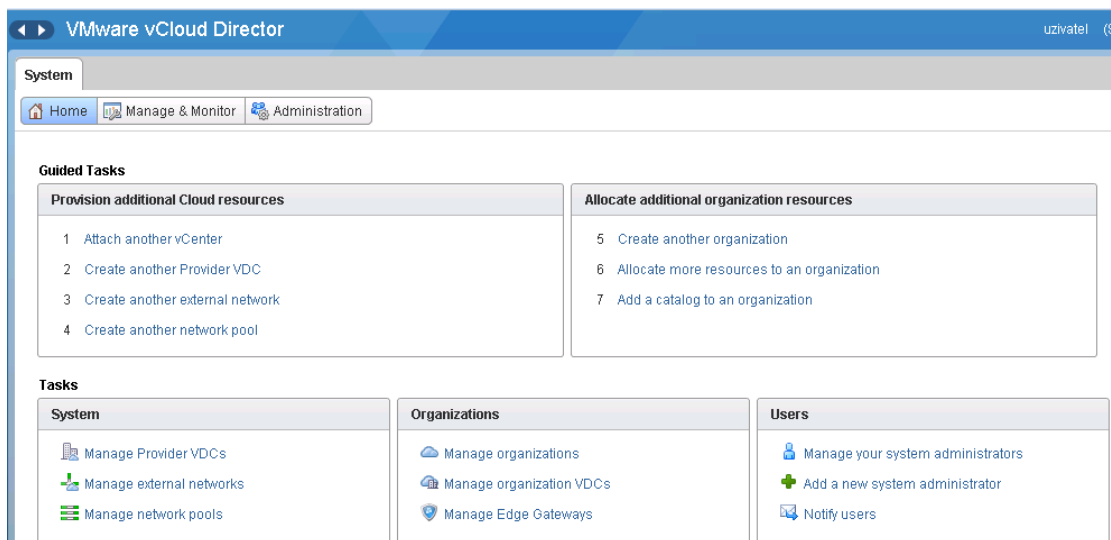 VMware vCloud Director
uzivatel (S
System
Home Manage & Monitor Administration
Guided Tasks
Provision additional Cloud resources
1 Attach another vCenter
2 Create another Provider VDC
3 Create another external network
4 Create another network pool
Allocate additional organization resources
5 Create another organization
6 Allocate more resources to an organization
7 Add a catalog to an organization
Tasks
System
Manage Provider VDCs
Manage external networks
Manage network pools
Organizations
Manage organizations
Manage organization VDCs
Manage Edge Gateways
Users
Manage your system administrators
Add a new system administrator
Notify users